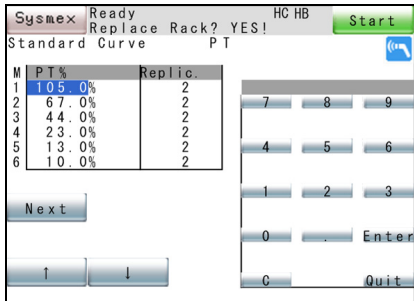 Sysmex Ready HC HB Start
Replace Rack? YES!
Standard Curve PT
M PT% Replic.
1 105.0% 2
2 67.0% 2
3 44.0% 2
4 23.0% 2
5 13.0% 2
6 10.0% 2
7 8 9
4 5 6
1 2 3
Next
0 . Enter
↑ ↓
C Quit